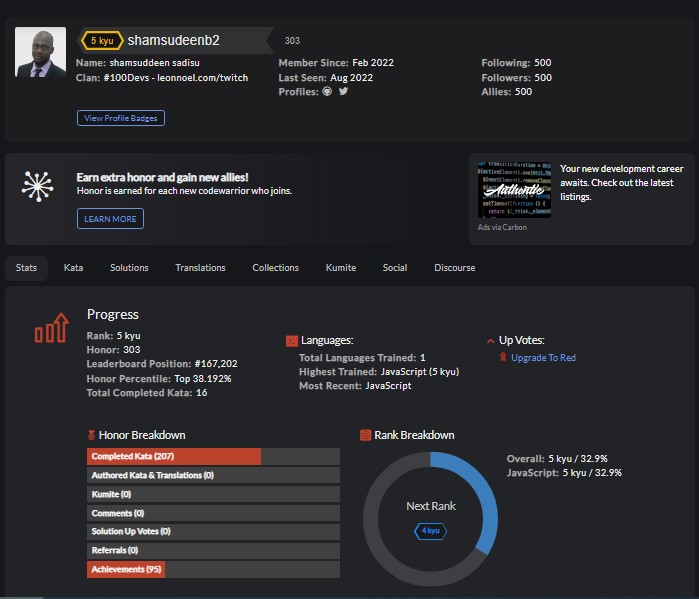 5 kyu shamsudeenb2 303
Name: shamsuddeen sadisu
Clan: #100Devs - leonnoel.com/twitch
Member Since: Feb 2022
Last Seen: Aug 2022
Profiles:
Following: 500
Followers: 500
Allies: 500
View Profile Badges
Earn extra honor and gain new allies!
Honor is earned for each new codewarrior who joins.
LEARN MORE
Authentic
Your new development career
awaits. Check out the latest
listings.
Ads via Carbon
Stats Kata Solutions Translations Collections Kumite Social Discourse
Progress
Rank: 5 kyu
Honor: 303
Leaderboard Position: #167,202
Honor Percentile: Top 38.192%
Total Completed Kata: 16
Languages:
Total Languages Trained: 1
Highest Trained: JavaScript (5 kyu)
Most Recent: JavaScript
Up Votes:
Upgrade To Red
Honor Breakdown
Completed Kata (207)
Authored Kata & Translations (0)
Kumite (0)
Comments (0)
Solution Up Votes (0)
Referrals (0)
Achievements (95)
Rank Breakdown
Next Rank
4 kyu
Overall: 5 kyu / 32.9%
JavaScript: 5 kyu / 32.9%